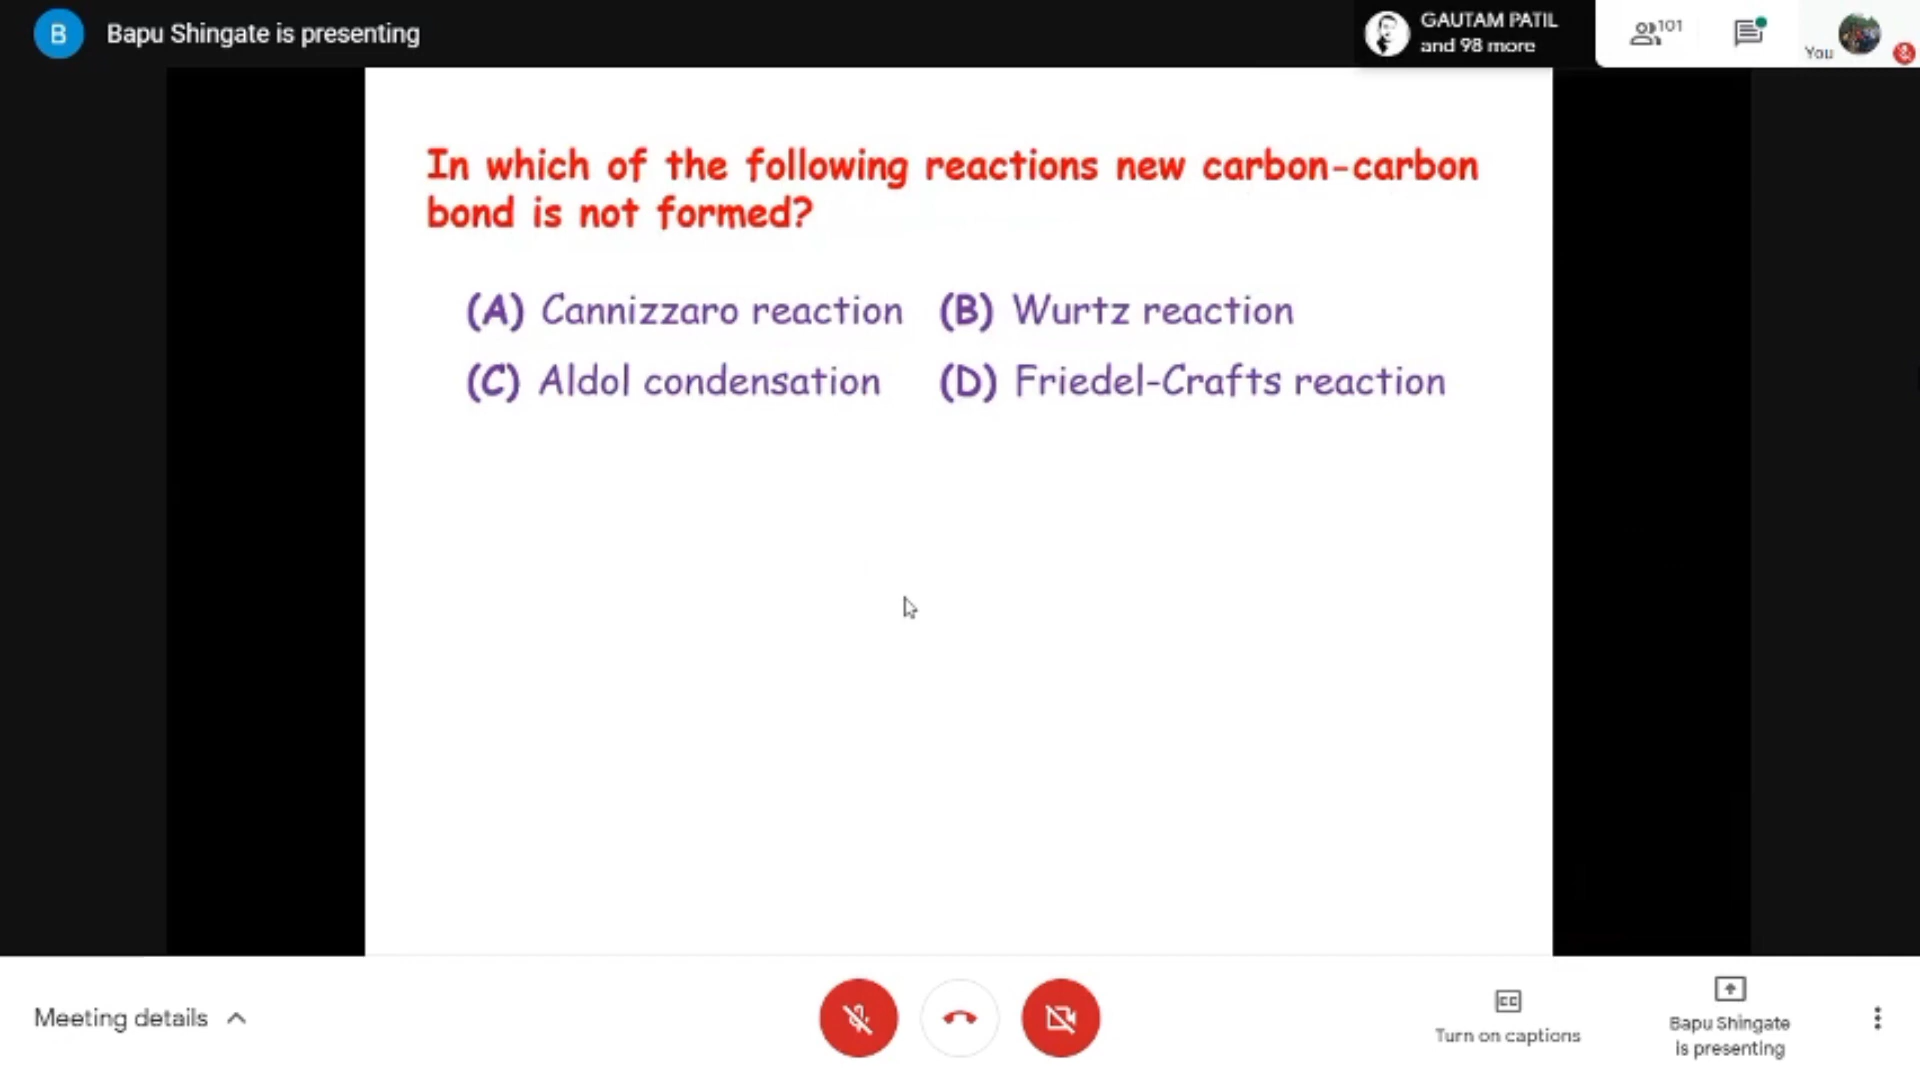 B
Bapu Shingate is presenting
GAUTAM PATIL
and 98 more
101
You
In which of the following reactions new carbon-carbon
bond is not formed?
(A) Cannizzaro reaction (B) Wurtz reaction
(C) Aldol condensation (D) Friedel-Crafts reaction
Meeting details
CC
Turn on captions
Bapu Shingate
is presenting